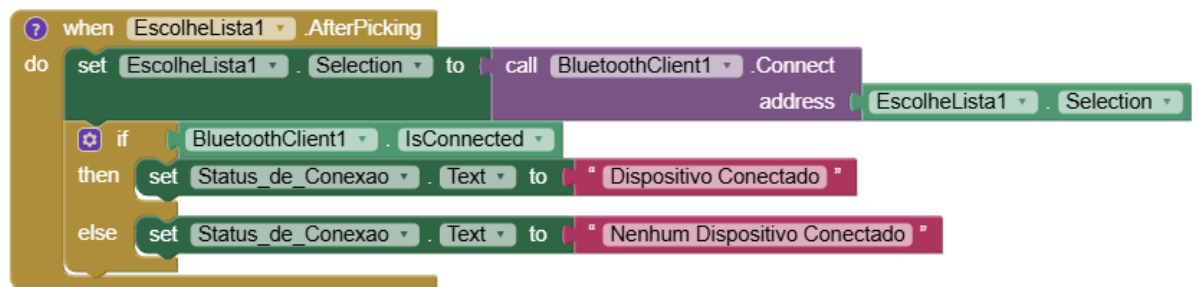 ? when EscolheLista1 .AfterPicking
do set EscolheLista1 . Selection to call BluetoothClient1 .Connect
address EscolheLista1 . Selection
if BluetoothClient1 . IsConnected
then set Status_de_Conexao . Text to " Dispositivo Conectado "
else set Status_de_Conexao . Text to " Nenhum Dispositivo Conectado "